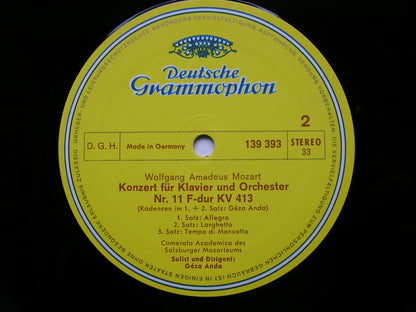 Deutsche
Grammophon
2
D.G.H.
Made in Germany
139 393
STEREO
33
Wolfgang Amadeus Mozart
Konzert für Klavier und Orchester
Nr. 11 F-dur KV 413
(Kadenzen im 1. + 2. Satz: Géza Anda)
1. Satz: Allegro
2. Satz: Larghetto
3. Satz: Tempo di Menuetto
Camerata Academica des
Salzburger Mozarteums
Solist und Dirigent:
Géza Anda